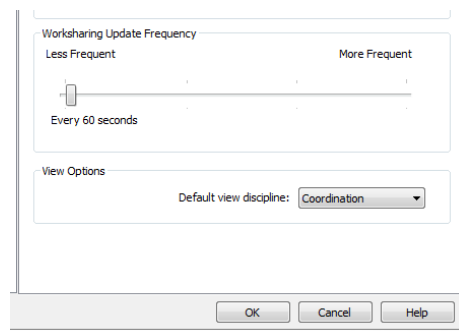 Worksharing Update Frequency
Less Frequent More Frequent
Every 60 seconds
View Options
Default view discipline: Coordination
OK Cancel Help